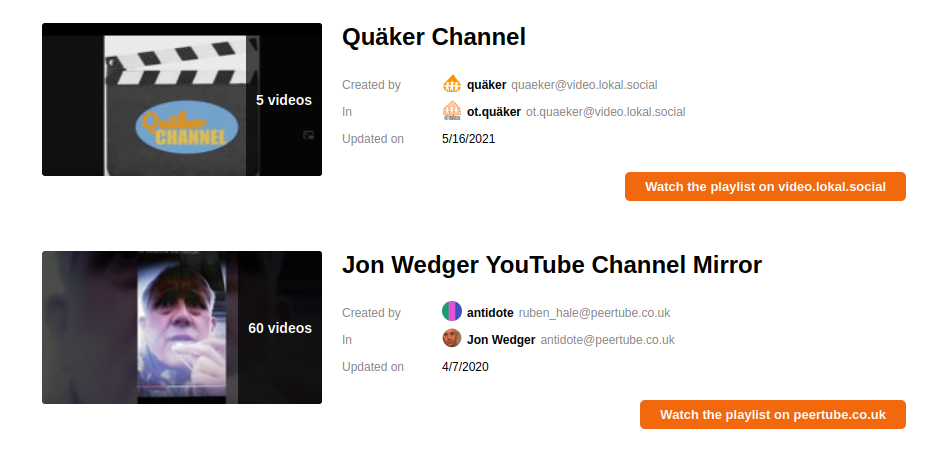 Quäker Channel
Quäker
CHANNEL
5 videos
Created by quäker quaeker@video.lokal.social
In ot.quäker ot.quaeker@video.lokal.social
Updated on 5/16/2021
Watch the playlist on video.lokal.social
Jon Wedger YouTube Channel Mirror
60 videos
Created by antidote ruben_hale@peertube.co.uk
In Jon Wedger antidote@peertube.co.uk
Updated on 4/7/2020
Watch the playlist on peertube.co.uk